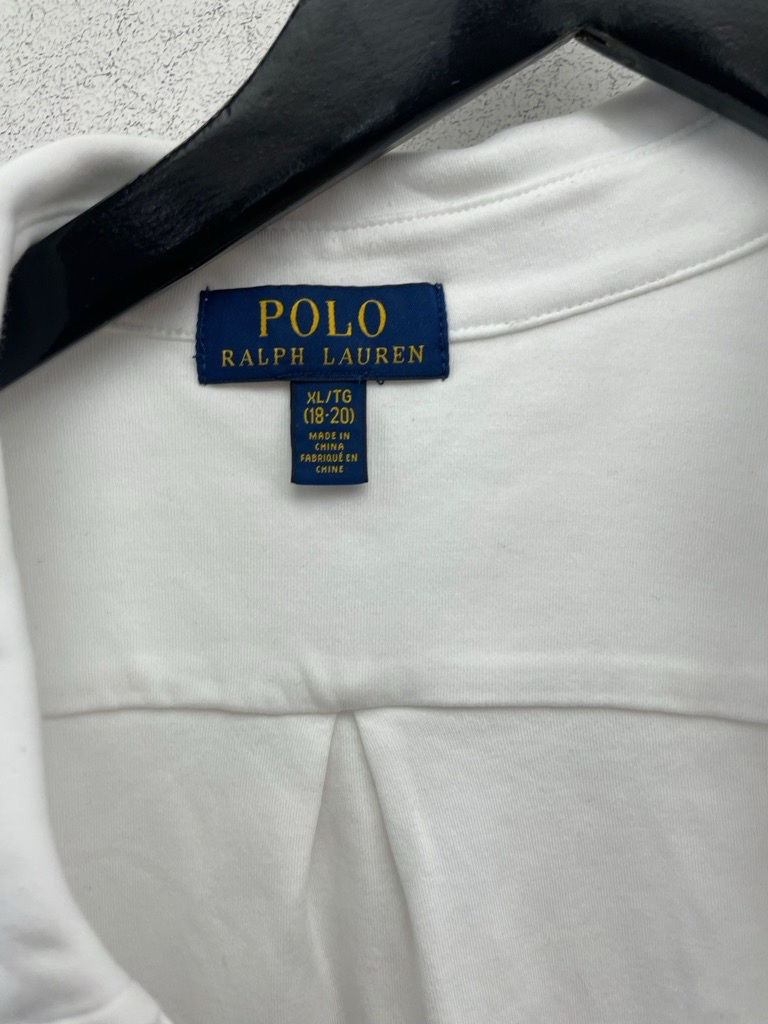 POLO
RALPH LAUREN
XL/TG
(18-20)
MADE IN
CHINA
FABRIQUÉ EN
CHINE